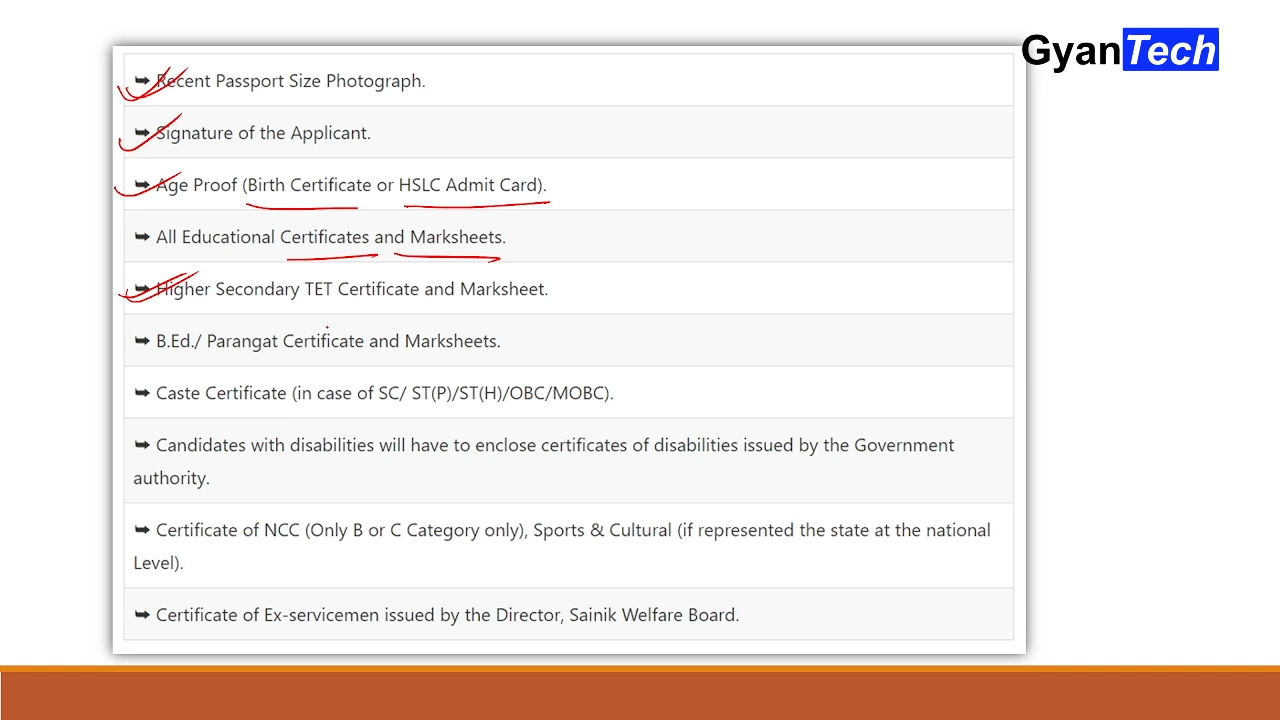 GyanTech
➥ Recent Passport Size Photograph.
➥ Signature of the Applicant.
➥ Age Proof (Birth Certificate or HSLC Admit Card).
➥ All Educational Certificates and Marksheets.
➥ Higher Secondary TET Certificate and Marksheet.
➥ B.Ed./ Parangat Certificate and Marksheets.
➥ Caste Certificate (in case of SC/ ST(P)/ST(H)/OBC/MOBC).
➥ Candidates with disabilities will have to enclose certificates of disabilities issued by the Government
authority.
➥ Certificate of NCC (Only B or C Category only), Sports & Cultural (if represented the state at the national
Level).
➥ Certificate of Ex-servicemen issued by the Director, Sainik Welfare Board.